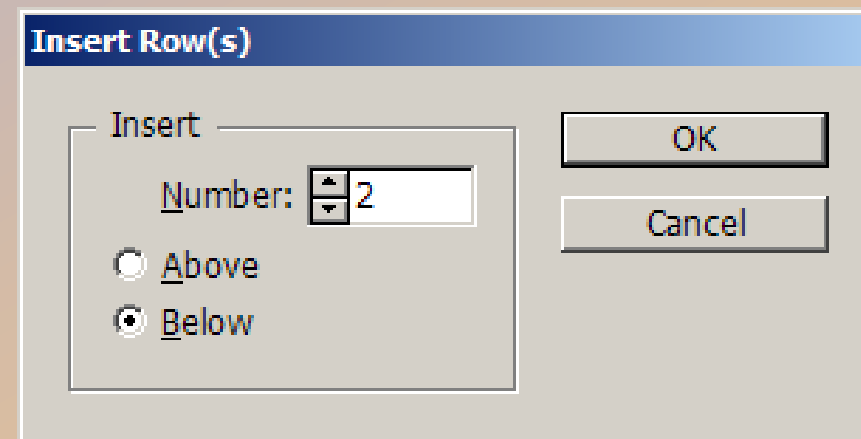 Insert Row(s)
Insert
Number: 2
Above
Below
OK
Cancel